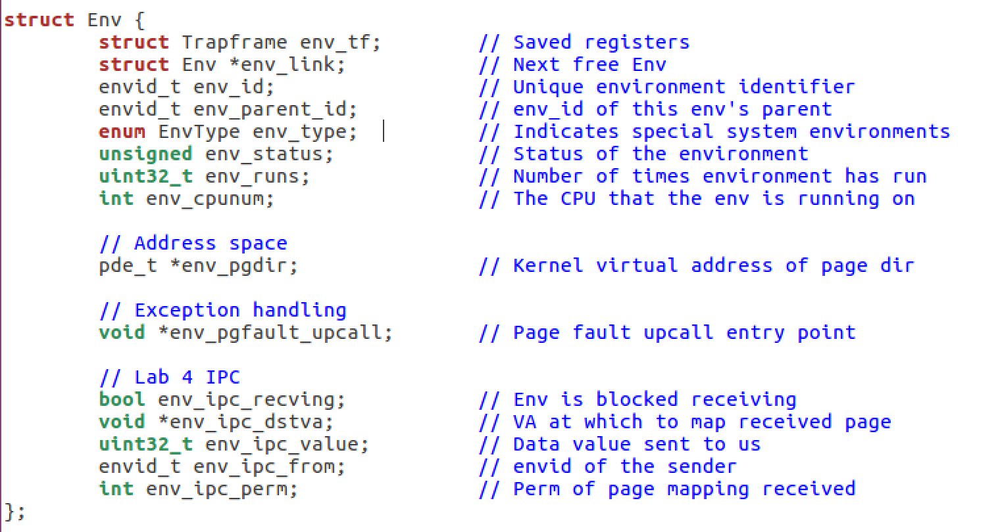 struct Env {
        struct Trapframe env_tf;        // Saved registers
        struct Env *env_link;           // Next free Env
        envid_t env_id;                 // Unique environment identifier
        envid_t env_parent_id;          // env_id of this env's parent
        enum EnvType env_type;          // Indicates special system environments
        unsigned env_status;            // Status of the environment
        uint32_t env_runs;              // Number of times environment has run
        int env_cpunum;                 // The CPU that the env is running on

        // Address space
        pde_t *env_pgdir;               // Kernel virtual address of page dir

        // Exception handling
        void *env_pgfault_upcall;       // Page fault upcall entry point

        // Lab 4 IPC
        bool env_ipc_recving;           // Env is blocked receiving
        void *env_ipc_dstva;            // VA at which to map received page
        uint32_t env_ipc_value;         // Data value sent to us
        envid_t env_ipc_from;           // envid of the sender
        int env_ipc_perm;               // Perm of page mapping received
};